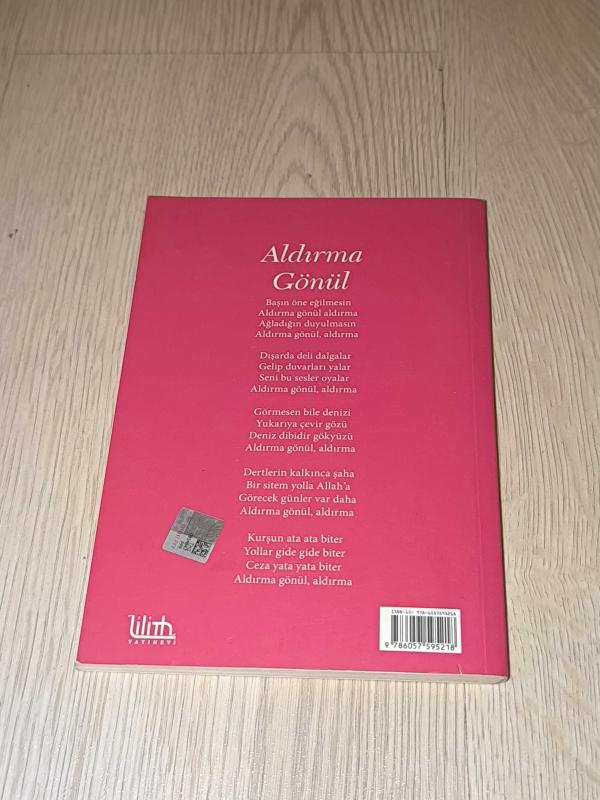 Aldırma
Gönül
Başın öne eğilmesin
Aldırma gönül aldırma
Ağladığın duyulmasın
Aldırma gönül, aldırma
Dışarda deli dalgalar
Gelip duvarları yalar
Seni bu sesler oyalar
Aldırma gönül, aldırma
Görmesen bile denizi
Yukarıya çevir gözü
Deniz dibidir gökyüzü
Aldırma gönül, aldırma
Dertlerin kalkınca şaha
Bir sitem yolla Allah'a
Görecek günler var daha
Aldırma gönül, aldırma
Kurşun ata ata biter
Yollar gide gide biter
Ceza yata yata biter
Aldırma gönül, aldırma
Lilith
YAYINEVİ
9 786057 595218